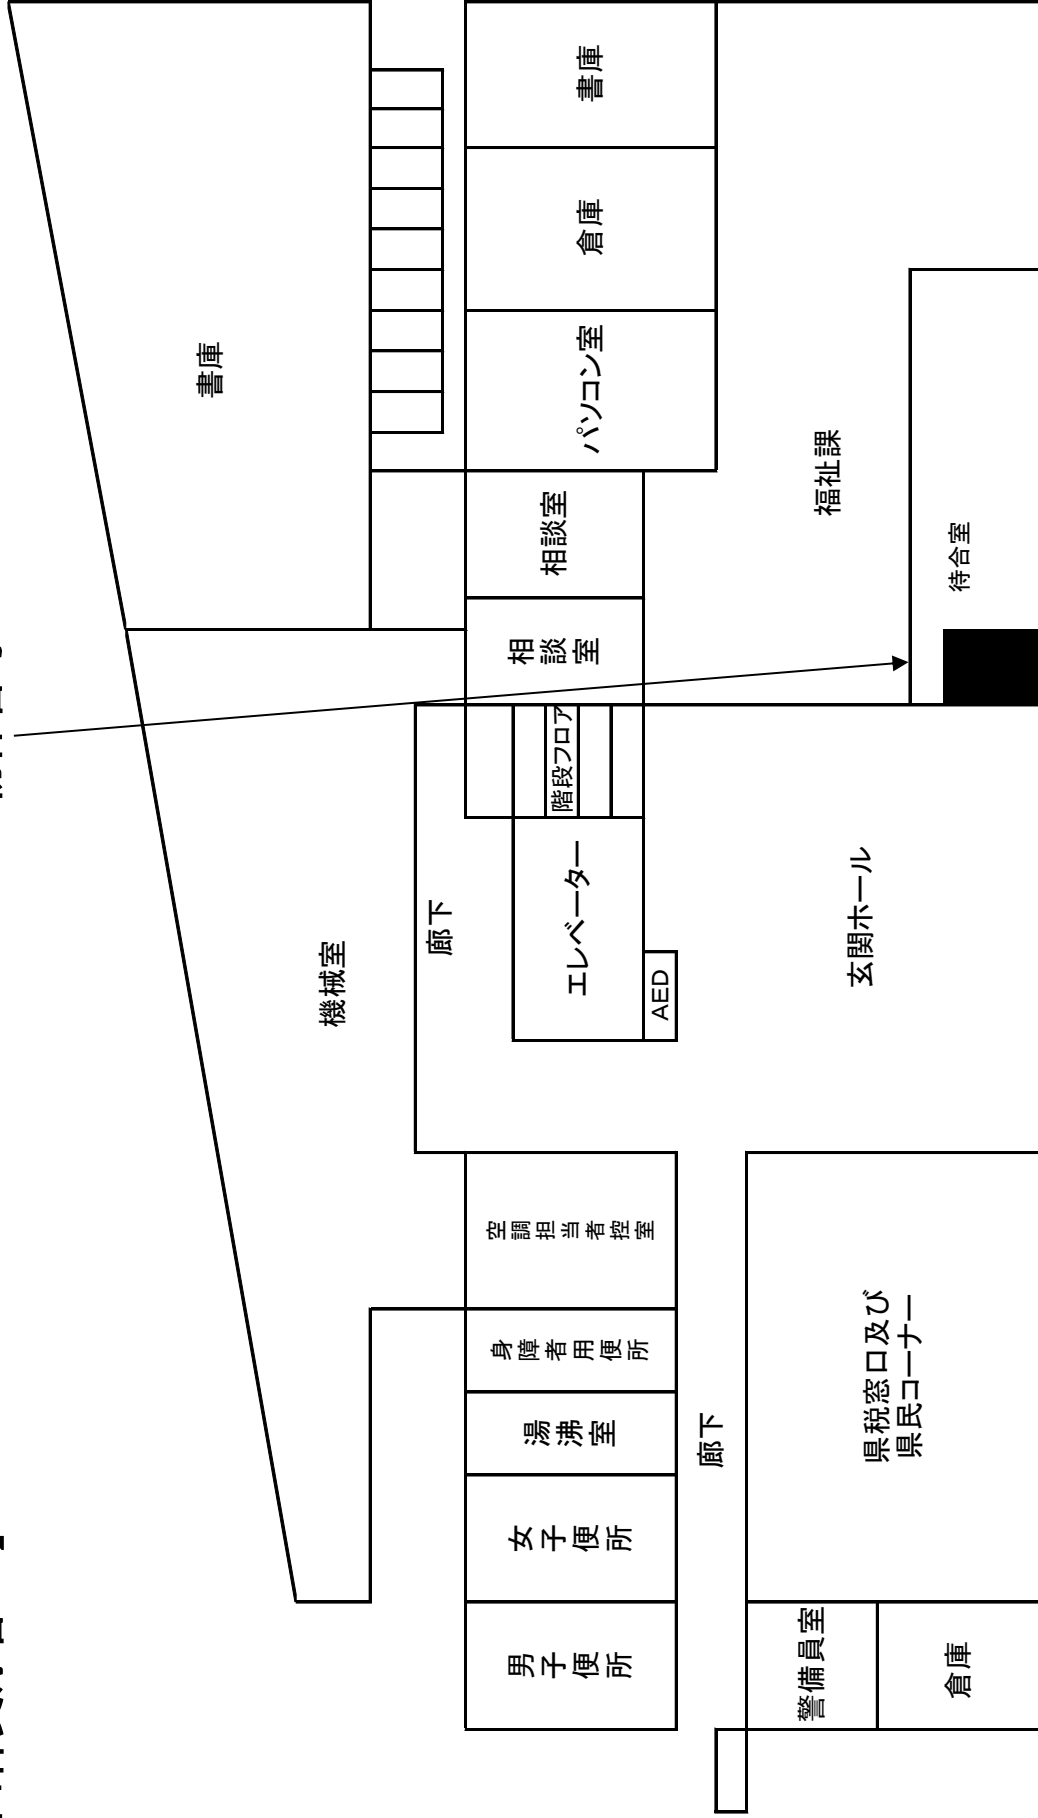 書庫
機械室
廊下
男子便所
女子便所
湯沸室
身障者用便所
空調担当者控室
エレベーター
階段フロア
相談室
相談室
パソコン室
倉庫
書庫
AED
廊下
警備員室
県税窓口及び
県民コーナー
玄関ホール
福祉課
倉庫
待合室